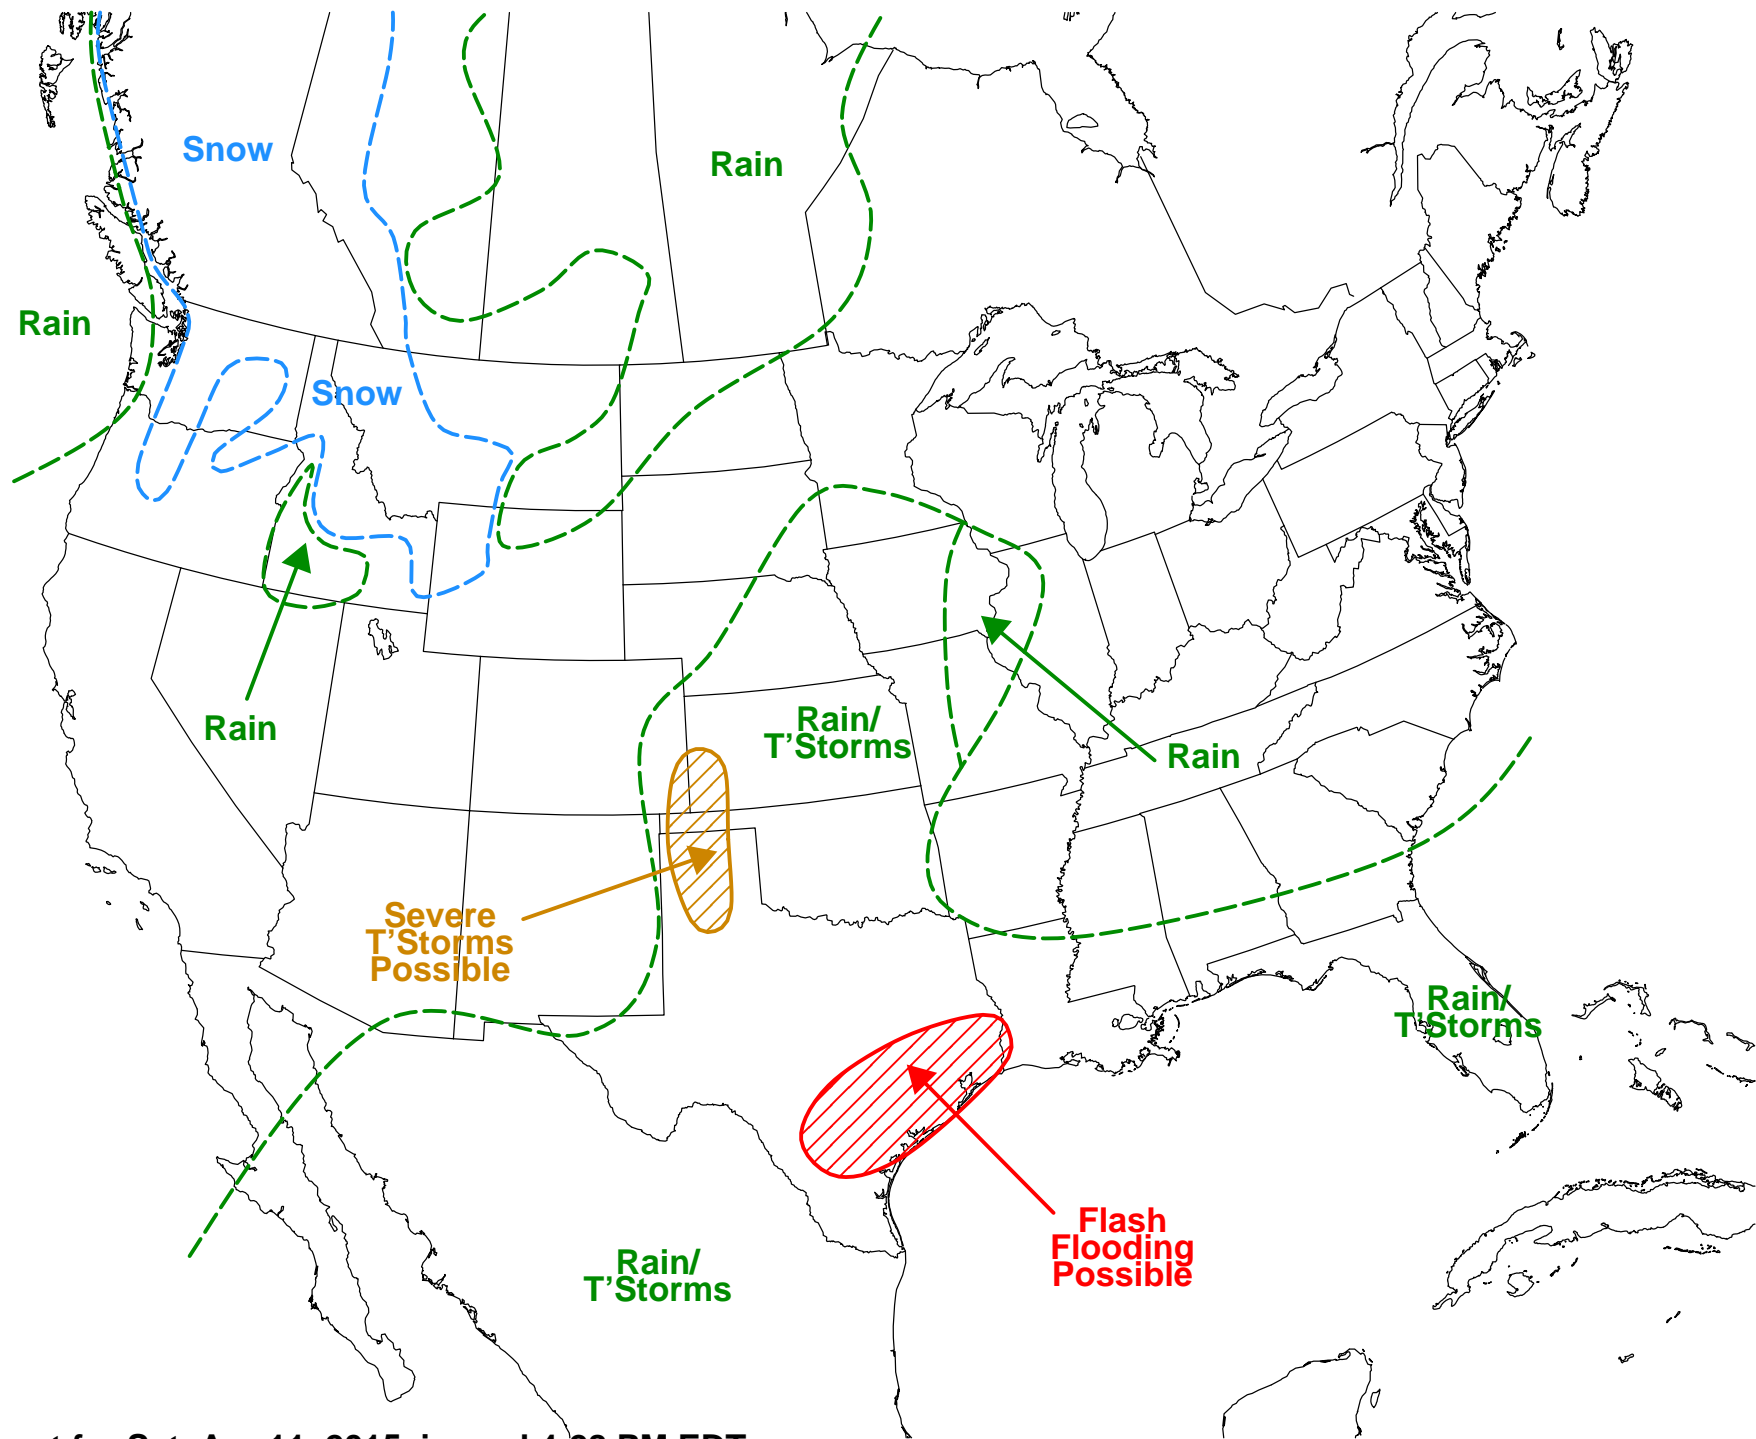 Snow
Rain
Rain
Snow
Rain
Rain/
T’Storms
Rain
Severe
T’Storms
Possible
Rain/
T’Storms
Flash
Flooding
Possible
Rain/
T’Storms